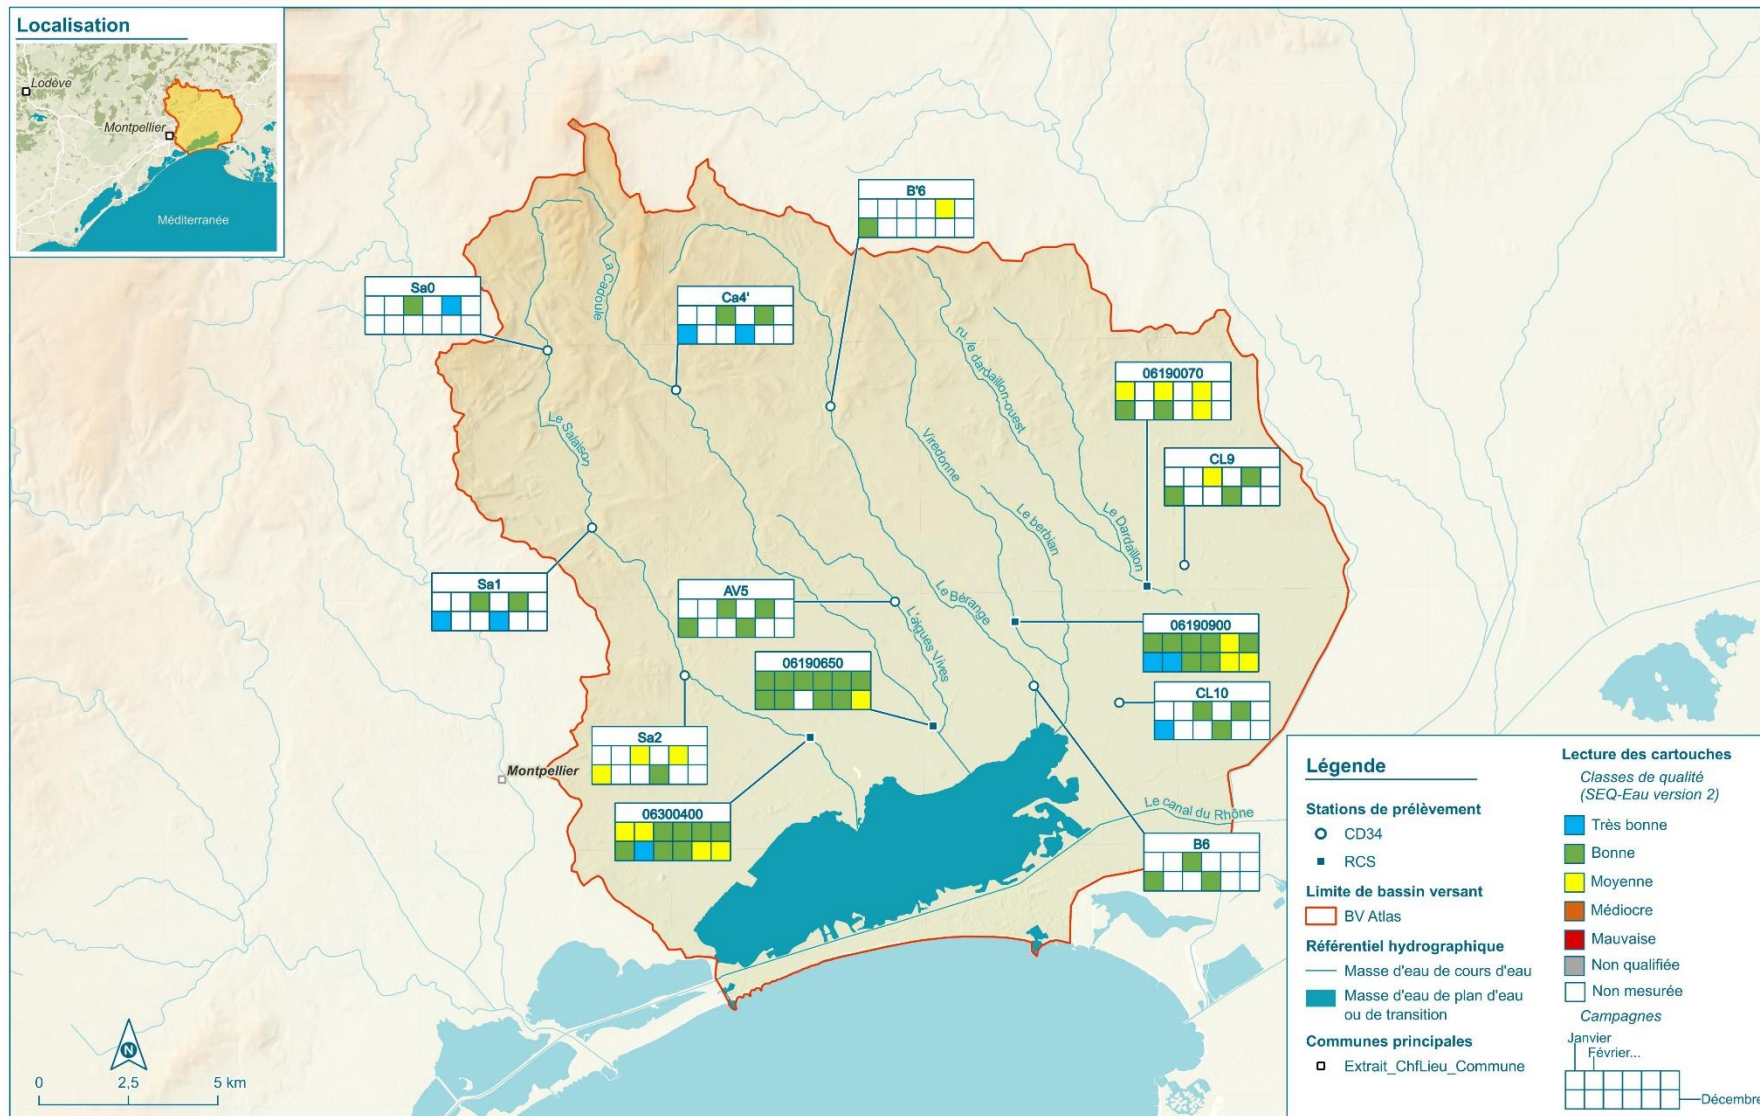 Localisation
Lodève
Montpellier
Méditerranée
B'6
Sa0
Ca4'
La Cadoule
ru. le dardaillon-ouest
06190070
Le Salaison
Viredonne
CL9
Le berbian
Le Dardaillon
Sa1
AV5
Le Bérange
L'aigues Vives
06190900
06190650
CL10
Sa2
Montpellier
06300400
Le canal du Rhône
B6
N
0 2,5 5 km
Légende
Stations de prélèvement
CD34
RCS
Limite de bassin versant
BV Atlas
Référentiel hydrographique
Masse d'eau de cours d'eau
Masse d'eau de plan d'eau
ou de transition
Communes principales
Extrait_ChfLieu_Commune
Lecture des cartouches
Classes de qualité
(SEQ-Eau version 2)
Très bonne
Bonne
Moyenne
Médiocre
Mauvaise
Non qualifiée
Non mesurée
Campagnes
Janvier
Février...
Décembre